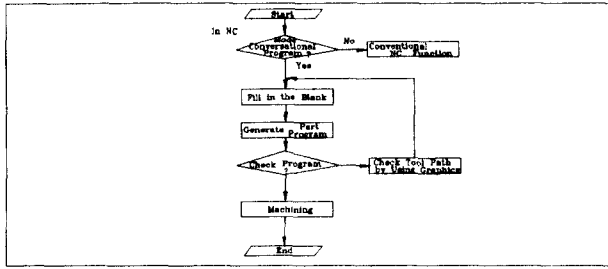 Start
In NC
Mode
Conversational
Program ?
No
Conventional
NC Function
Yes
Fill in the Blank
Generate Part
Program
Check Program
?
Check Tool Path
by Using Graphics
Machining
End